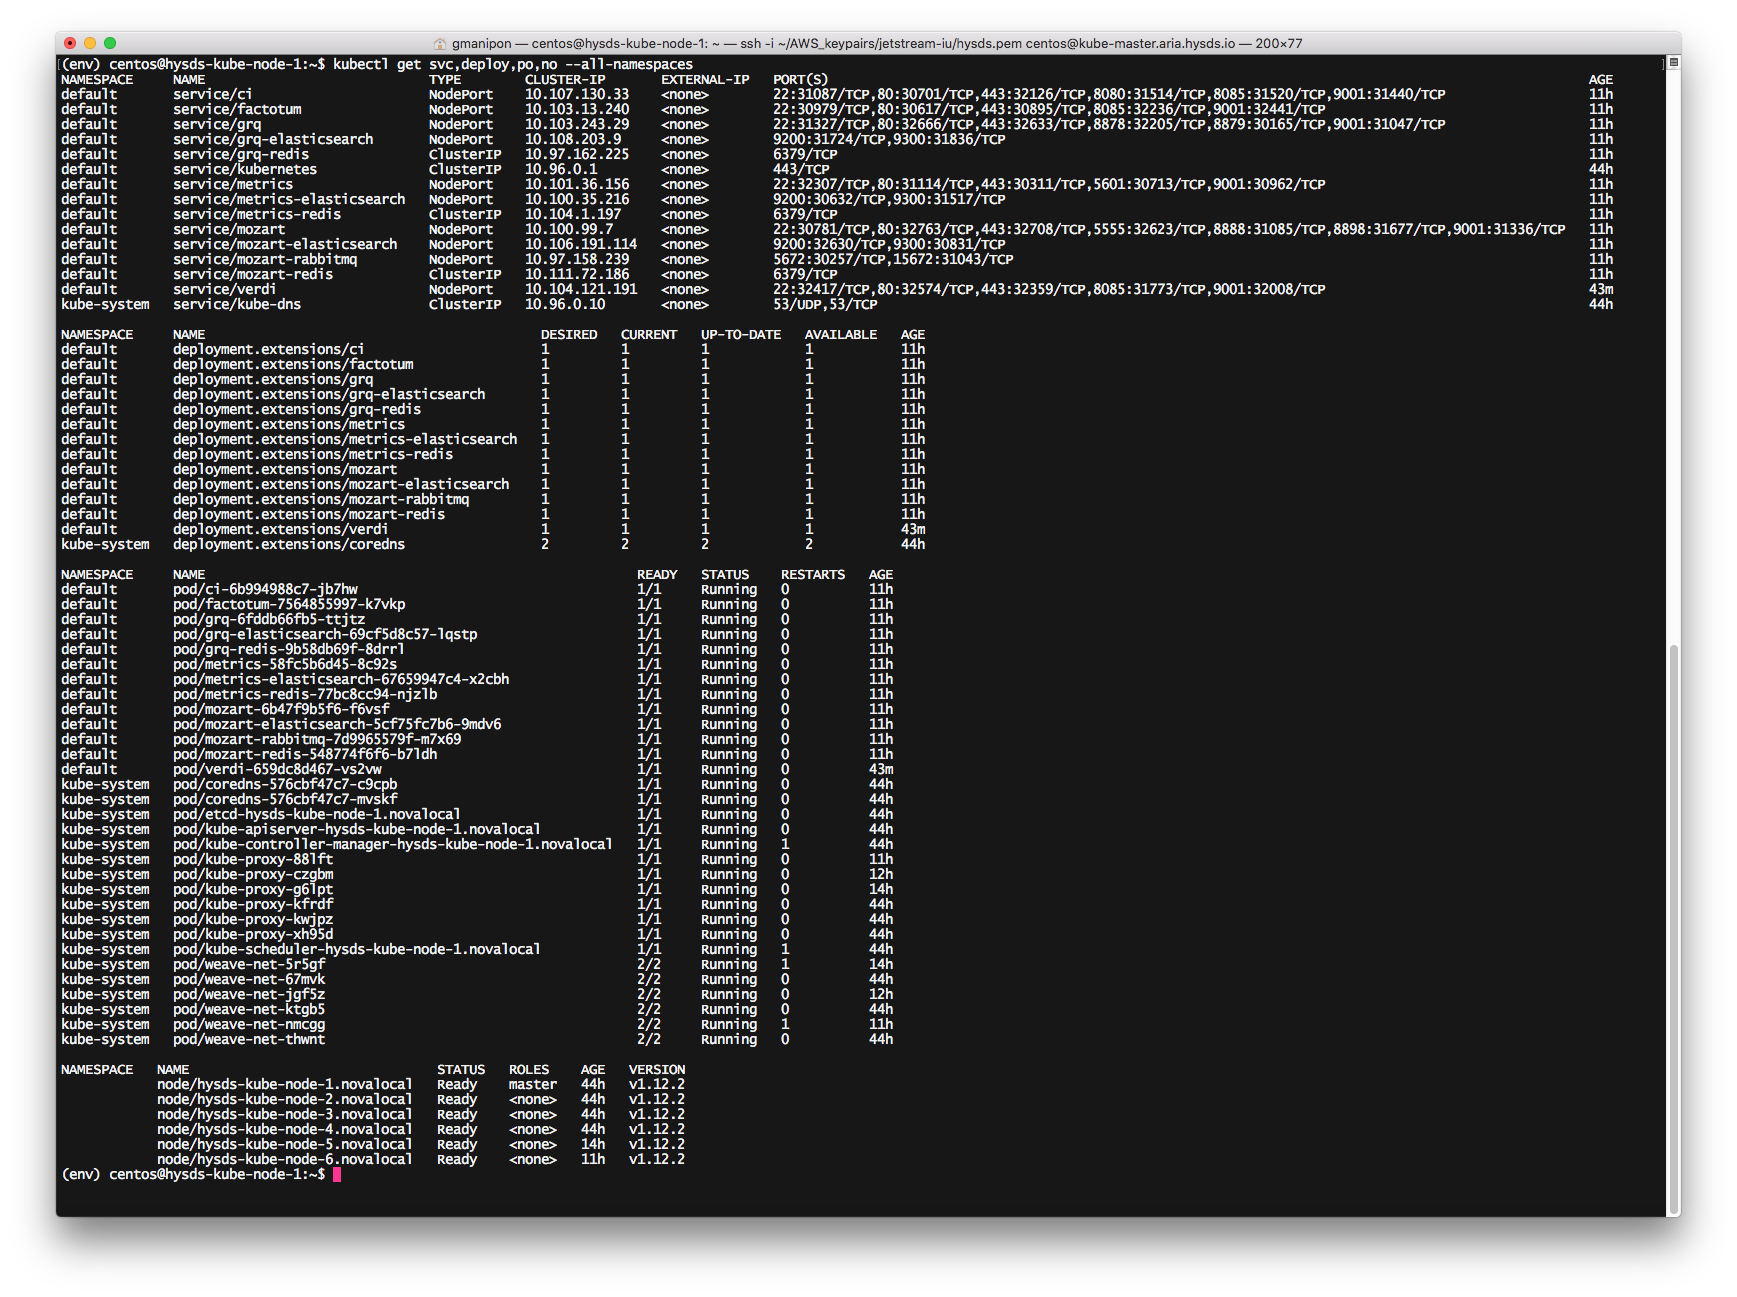 gmanipon — centos@hysds-kube-node-1: ~ — ssh -i ~/AWS_keypairs/jetstream-iu/hysds.pem centos@kube-master.aria.hysds.io — 200×77
[(env) centos@hysds-kube-node-1:~$ kubectl get svc,deploy,po,no --all-namespaces ]
NAMESPACE NAME TYPE CLUSTER-IP EXTERNAL-IP PORT(S) AGE
default service/ci NodePort 10.107.130.33 <none> 22:31087/TCP,80:30701/TCP,443:32126/TCP,8080:31514/TCP,8085:31520/TCP,9001:31440/TCP 11h
default service/factotum NodePort 10.103.13.240 <none> 22:30979/TCP,80:30617/TCP,443:30895/TCP,8085:32236/TCP,9001:32441/TCP 11h
default service/grq NodePort 10.103.243.29 <none> 22:31327/TCP,80:32666/TCP,443:32633/TCP,8878:32205/TCP,8879:30165/TCP,9001:31047/TCP 11h
default service/grq-elasticsearch NodePort 10.108.203.9 <none> 9200:31724/TCP,9300:31836/TCP 11h
default service/grq-redis ClusterIP 10.97.162.225 <none> 6379/TCP 11h
default service/kubernetes ClusterIP 10.96.0.1 <none> 443/TCP 44h
default service/metrics NodePort 10.101.36.156 <none> 22:32307/TCP,80:31114/TCP,443:30311/TCP,5601:30713/TCP,9001:30962/TCP 11h
default service/metrics-elasticsearch NodePort 10.100.35.216 <none> 9200:30632/TCP,9300:31517/TCP 11h
default service/metrics-redis ClusterIP 10.104.1.197 <none> 6379/TCP 11h
default service/mozart NodePort 10.100.99.7 <none> 22:30781/TCP,80:32763/TCP,443:32708/TCP,5555:32623/TCP,8888:31085/TCP,8898:31677/TCP,9001:31336/TCP 11h
default service/mozart-elasticsearch NodePort 10.106.191.114 <none> 9200:32630/TCP,9300:30831/TCP 11h
default service/mozart-rabbitmq NodePort 10.97.158.239 <none> 5672:30257/TCP,15672:31043/TCP 11h
default service/mozart-redis ClusterIP 10.111.72.186 <none> 6379/TCP 11h
default service/verdi NodePort 10.104.121.191 <none> 22:32417/TCP,80:32574/TCP,443:32359/TCP,8085:31773/TCP,9001:32008/TCP 43m
kube-system service/kube-dns ClusterIP 10.96.0.10 <none> 53/UDP,53/TCP 44h
NAMESPACE NAME DESIRED CURRENT UP-TO-DATE AVAILABLE AGE
default deployment.extensions/ci 1 1 1 1 11h
default deployment.extensions/factotum 1 1 1 1 11h
default deployment.extensions/grq 1 1 1 1 11h
default deployment.extensions/grq-elasticsearch 1 1 1 1 11h
default deployment.extensions/grq-redis 1 1 1 1 11h
default deployment.extensions/metrics 1 1 1 1 11h
default deployment.extensions/metrics-elasticsearch 1 1 1 1 11h
default deployment.extensions/metrics-redis 1 1 1 1 11h
default deployment.extensions/mozart 1 1 1 1 11h
default deployment.extensions/mozart-elasticsearch 1 1 1 1 11h
default deployment.extensions/mozart-rabbitmq 1 1 1 1 11h
default deployment.extensions/mozart-redis 1 1 1 1 11h
default deployment.extensions/verdi 1 1 1 1 43m
kube-system deployment.extensions/coredns 2 2 2 2 44h
NAMESPACE NAME READY STATUS RESTARTS AGE
default pod/ci-6b994988c7-jb7hw 1/1 Running 0 11h
default pod/factotum-7564855997-k7vkp 1/1 Running 0 11h
default pod/grq-6fddb66fb5-ttjtz 1/1 Running 0 11h
default pod/grq-elasticsearch-69cf5d8c57-lqstp 1/1 Running 0 11h
default pod/grq-redis-9b58db69f-8drrl 1/1 Running 0 11h
default pod/metrics-58fc5b6d45-8c92s 1/1 Running 0 11h
default pod/metrics-elasticsearch-67659947c4-x2cbh 1/1 Running 0 11h
default pod/metrics-redis-77bc8cc94-njzlb 1/1 Running 0 11h
default pod/mozart-6b47f9b5f6-f6vsf 1/1 Running 0 11h
default pod/mozart-elasticsearch-5cf75fc7b6-9mdv6 1/1 Running 0 11h
default pod/mozart-rabbitmq-7d9965579f-m7x69 1/1 Running 0 11h
default pod/mozart-redis-548774f6f6-b7ldh 1/1 Running 0 11h
default pod/verdi-659dc8d467-vs2vw 1/1 Running 0 43m
kube-system pod/coredns-576cbf47c7-c9cpb 1/1 Running 0 44h
kube-system pod/coredns-576cbf47c7-mvskf 1/1 Running 0 44h
kube-system pod/etcd-hysds-kube-node-1.novalocal 1/1 Running 0 44h
kube-system pod/kube-apiserver-hysds-kube-node-1.novalocal 1/1 Running 0 44h
kube-system pod/kube-controller-manager-hysds-kube-node-1.novalocal 1/1 Running 1 44h
kube-system pod/kube-proxy-88lft 1/1 Running 0 11h
kube-system pod/kube-proxy-czgbm 1/1 Running 0 12h
kube-system pod/kube-proxy-g6lpt 1/1 Running 0 14h
kube-system pod/kube-proxy-kfrdf 1/1 Running 0 44h
kube-system pod/kube-proxy-kwjpz 1/1 Running 0 44h
kube-system pod/kube-proxy-xh95d 1/1 Running 0 44h
kube-system pod/kube-scheduler-hysds-kube-node-1.novalocal 1/1 Running 1 44h
kube-system pod/weave-net-5r5gf 2/2 Running 1 14h
kube-system pod/weave-net-67mvk 2/2 Running 0 44h
kube-system pod/weave-net-jgf5z 2/2 Running 0 12h
kube-system pod/weave-net-ktgb5 2/2 Running 0 44h
kube-system pod/weave-net-nmcgg 2/2 Running 1 11h
kube-system pod/weave-net-thwnt 2/2 Running 0 44h
NAMESPACE NAME STATUS ROLES AGE VERSION
node/hysds-kube-node-1.novalocal Ready master 44h v1.12.2
node/hysds-kube-node-2.novalocal Ready <none> 44h v1.12.2
node/hysds-kube-node-3.novalocal Ready <none> 44h v1.12.2
node/hysds-kube-node-4.novalocal Ready <none> 44h v1.12.2
node/hysds-kube-node-5.novalocal Ready <none> 14h v1.12.2
node/hysds-kube-node-6.novalocal Ready <none> 11h v1.12.2
(env) centos@hysds-kube-node-1:~$